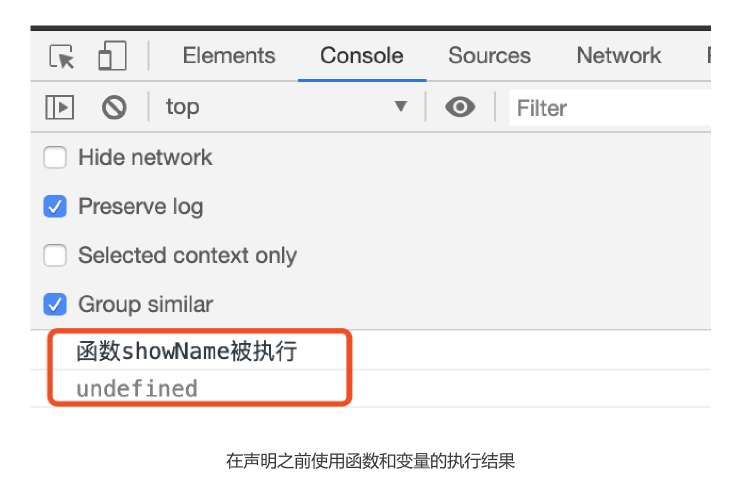 Elements Console Sources Network
top ▼ Filter
Hide network
Preserve log
Selected context only
Group similar
函数showName被执行
undefined
在声明之前使用函数和变量的执行结果